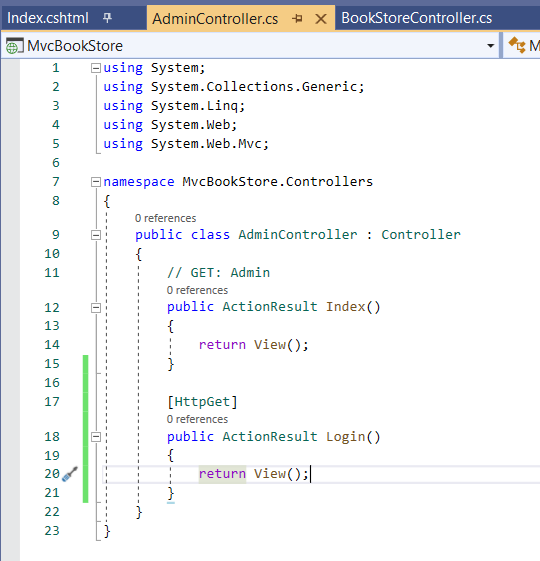 Index.cshtml AdminController.cs BookStoreController.cs
MvcBookStore M
1 using System;
2 using System.Collections.Generic;
3 using System.Linq;
4 using System.Web;
5 using System.Web.Mvc;
6
7 namespace MvcBookStore.Controllers
8 {
0 references
9 public class AdminController : Controller
10 {
11 // GET: Admin
0 references
12 public ActionResult Index()
13 {
14 return View();
15 }
16
17 [HttpGet]
0 references
18 public ActionResult Login()
19 {
20 return View();
21 }
22 }
23 }